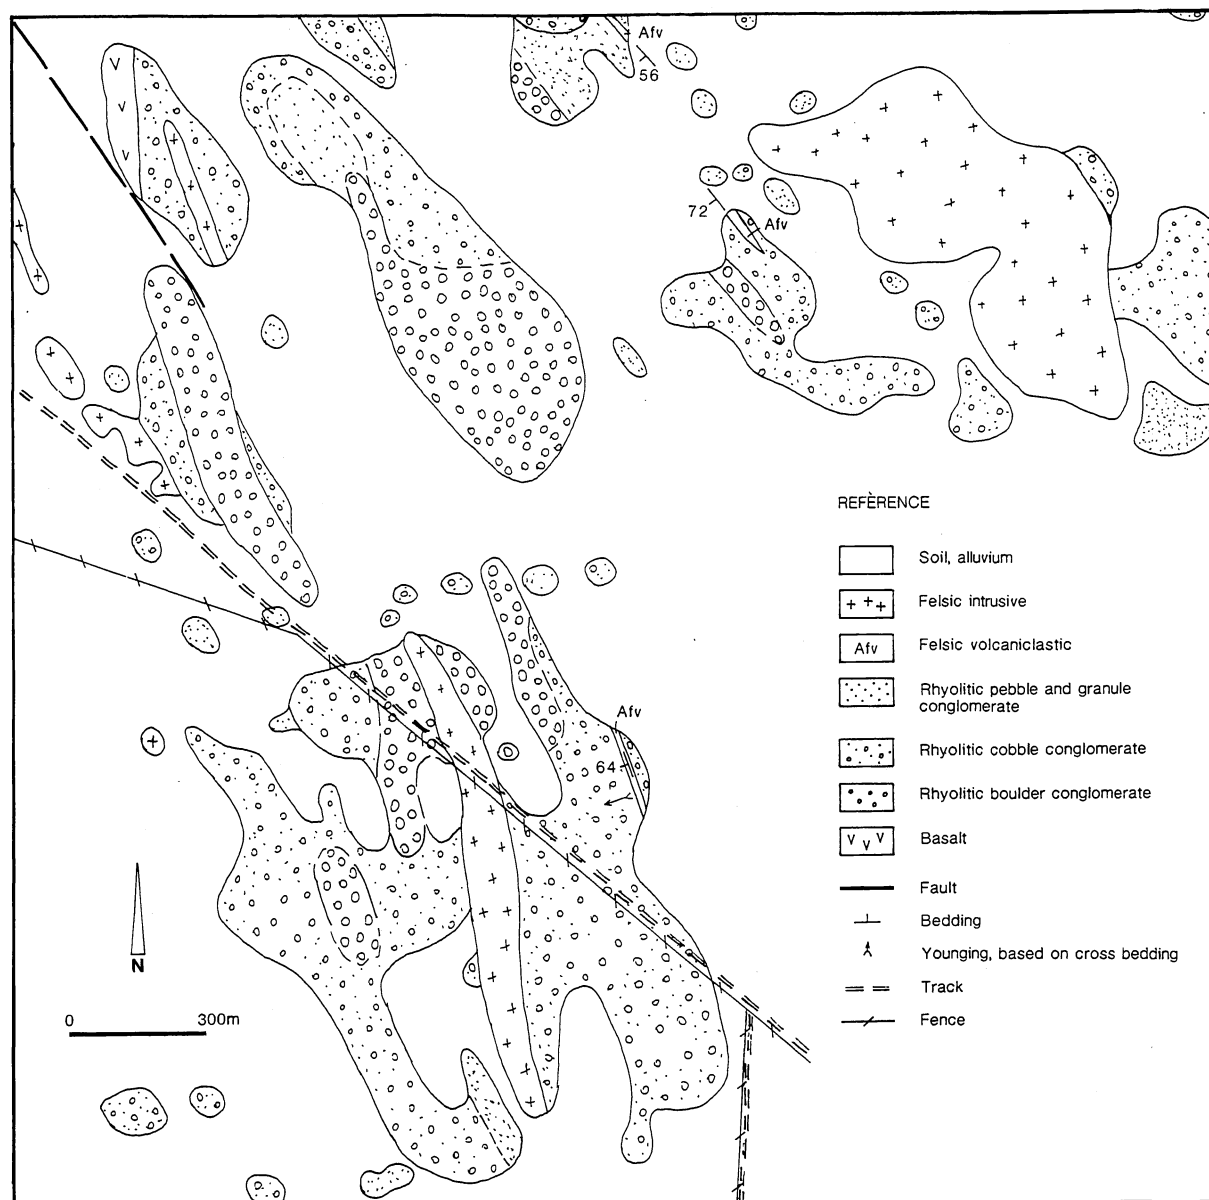 Afv
56
72
Afv
REFÈRENCE
Soil, alluvium
Felsic intrusive
Afv
Felsic volcaniclastic
Rhyolitic pebble and granule
conglomerate
Rhyolitic cobble conglomerate
Rhyolitic boulder conglomerate
Basalt
Fault
Bedding
Younging, based on cross bedding
Track
Fence
Afv
64
N
0 300m